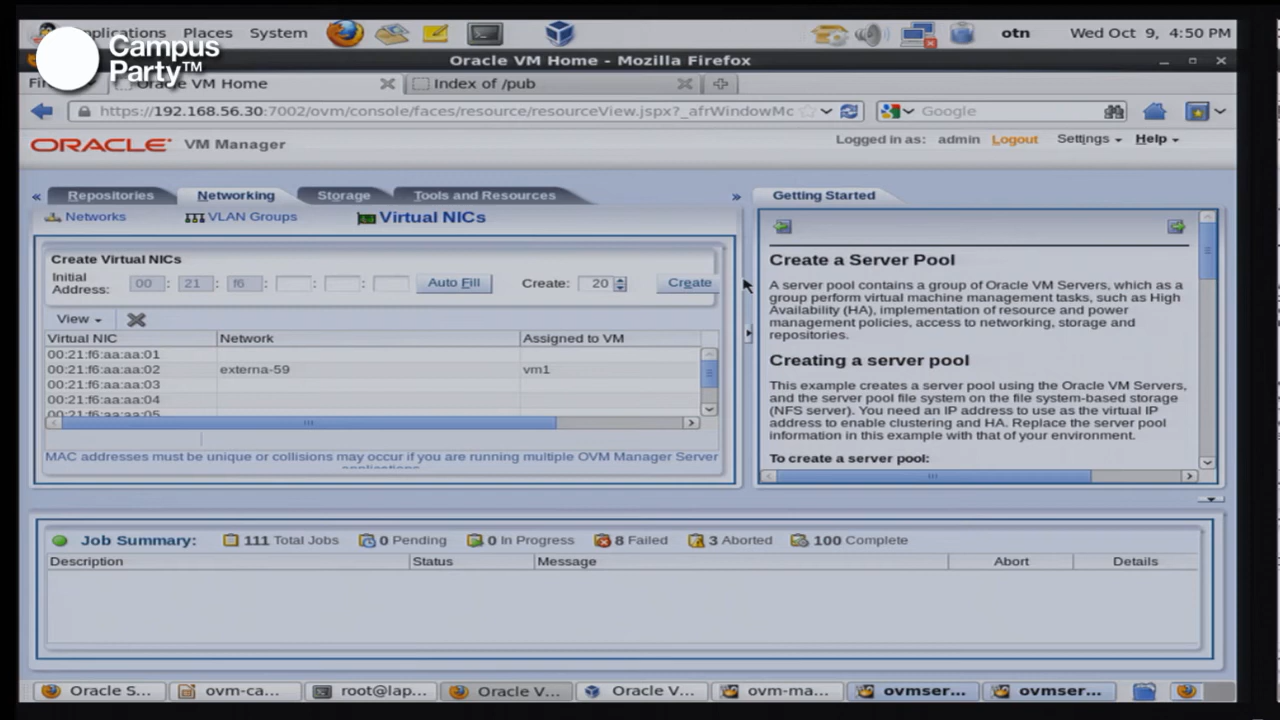 Applications Places System otn Wed Oct 9, 4:50 PM
Campus
Party™
Oracle VM Home - Mozilla Firefox
Oracle VM Home Index of /pub
https://192.168.56.30:7002/ovm/console/faces/resource/resourceView.jspx?_afrWindowMc Google
ORACLE® VM Manager Logged in as: admin Logout Settings Help
« Repositories Networking Storage Tools and Resources » Getting Started
Networks VLAN Groups Virtual NICs
Create Virtual NICs
Initial
Address: 00 : 21 : f6 : : : Auto Fill Create: 20 Create
View
Virtual NIC Network Assigned to VM
00:21:f6:aa:aa:01
00:21:f6:aa:aa:02 externa-59 vm1
00:21:f6:aa:aa:03
00:21:f6:aa:aa:04
00:21:f6:aa:aa:05
MAC addresses must be unique or collisions may occur if you are running multiple OVM Manager Server
applications
Create a Server Pool
A server pool contains a group of Oracle VM Servers, which as a
group perform virtual machine management tasks, such as High
Availability (HA), implementation of resource and power
management policies, access to networking, storage and
repositories.
Creating a server pool
This example creates a server pool using the Oracle VM Servers,
and the server pool file system on the file system-based storage
(NFS server). You need an IP address to use as the virtual IP
address to enable clustering and HA. Replace the server pool
information in this example with that of your environment.
To create a server pool:
Job Summary: 111 Total Jobs 0 Pending 0 In Progress 8 Failed 3 Aborted 100 Complete
Description Status Message Abort Details
Oracle S... ovm-ca... root@lap... Oracle V... Oracle V... ovm-ma... ovmser... ovmser...